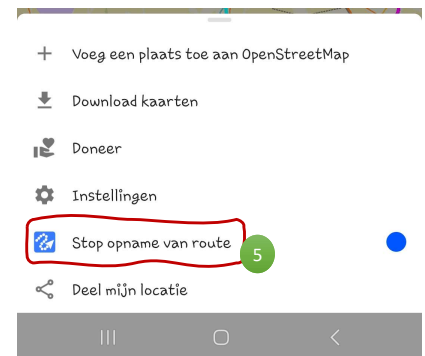 Voeg een plaats toe aan OpenStreetMap
Download kaarten
Doneer
Instellingen
Stop opname van route
5
Deel mijn locatie